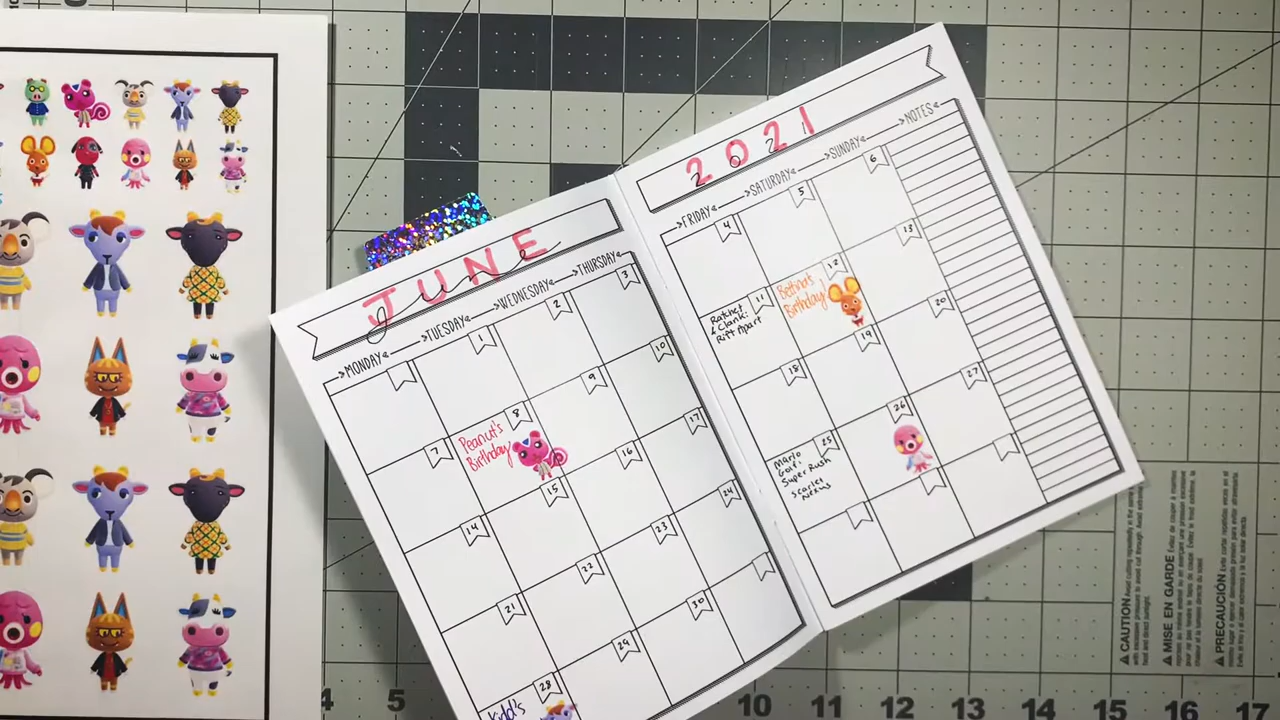 JUNE
2021
MONDAY
TUESDAY
WEDNESDAY
THURSDAY
FRIDAY
SATURDAY
SUNDAY
NOTES
1
2
3
4
5
6
7
8
Peanut's
Birthday
9
10
11
Ratchet
& Clank:
Rift Apart
12
Bettina's
Birthday!
13
14
15
16
17
18
19
20
21
22
23
24
25
Mario
Golf:
Super Rush
Scarlet
Nexus
26
27
28
Kidd's
29
30
4
5
10
11
12
13
14
15
16
17
CAUTION
MISE EN GARDE
PRECAUCIÓN